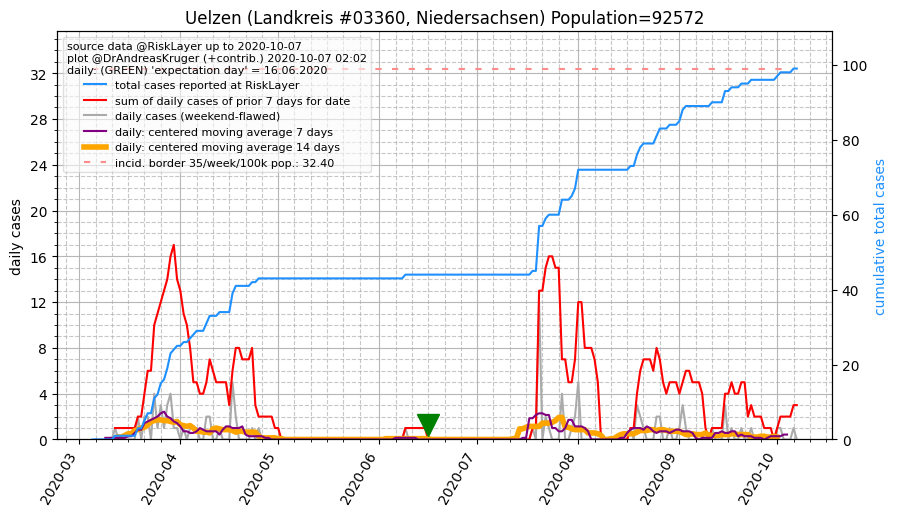 Uelzen (Landkreis #03360, Niedersachsen) Population=92572
source data @RiskLayer up to 2020-10-07
plot @DrAndreasKruger (+contrib.) 2020-10-07 02:02
daily: (GREEN) 'expectation day' = 16.06.2020
total cases reported at RiskLayer
sum of daily cases of prior 7 days for date
daily cases (weekend-flawed)
daily: centered moving average 7 days
daily: centered moving average 14 days
incid. border 35/week/100k pop.: 32.40
daily cases
32
28
24
20
16
12
8
4
0
cumulative total cases
100
80
60
40
20
0
2020-03
2020-04
2020-05
2020-06
2020-07
2020-08
2020-09
2020-10